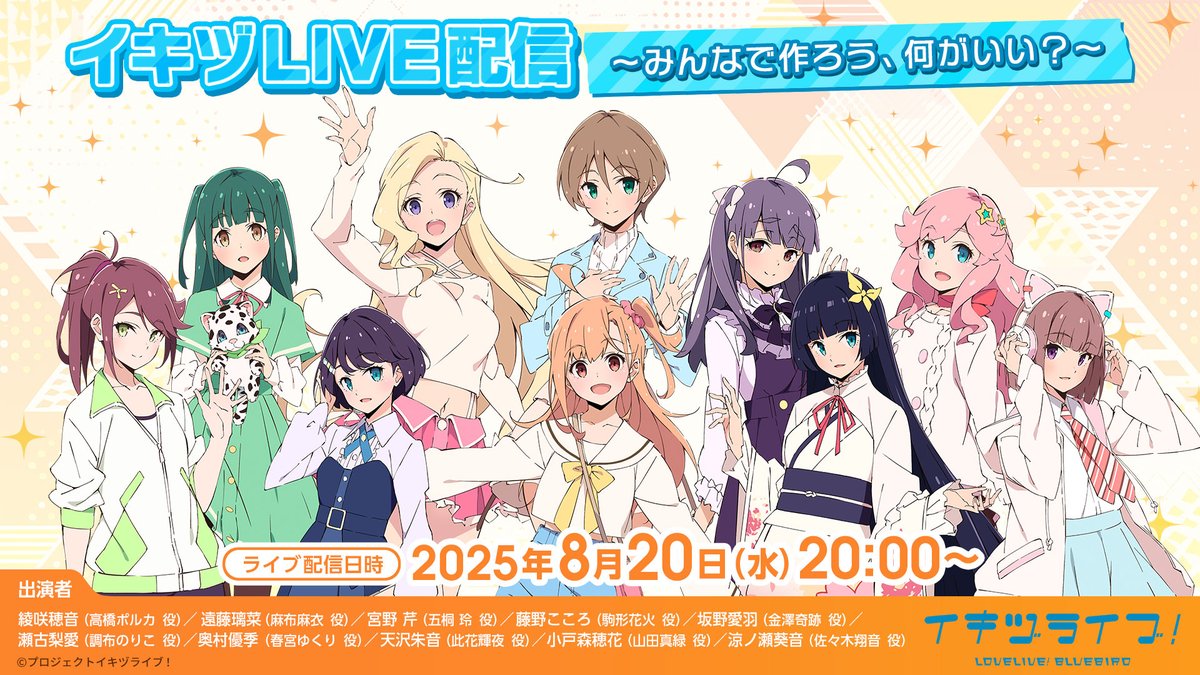 イキヅLIVE配信
～みんなで作ろう、何がいい？～
ライブ配信日時 2025年8月20日(水) 20:00～
出演者
綾咲穂音(高橋ポルカ 役)／遠藤璃菜(麻布麻衣 役)／宮野 芹(五桐 玲 役)／藤野こころ(駒形花火 役)／坂野愛羽(金澤奇跡 役)／
瀬古梨愛(調布のりこ 役)／奥村優季(春宮ゆくり 役)／天沢朱音(此花輝夜 役)／小戸森穂花(山田真緑 役)／涼ノ瀬葵音(佐々木翔音 役)
©プロジェクトイキヅライブ！
イキヅライブ！
LOVELIVE! BLUEBIRD